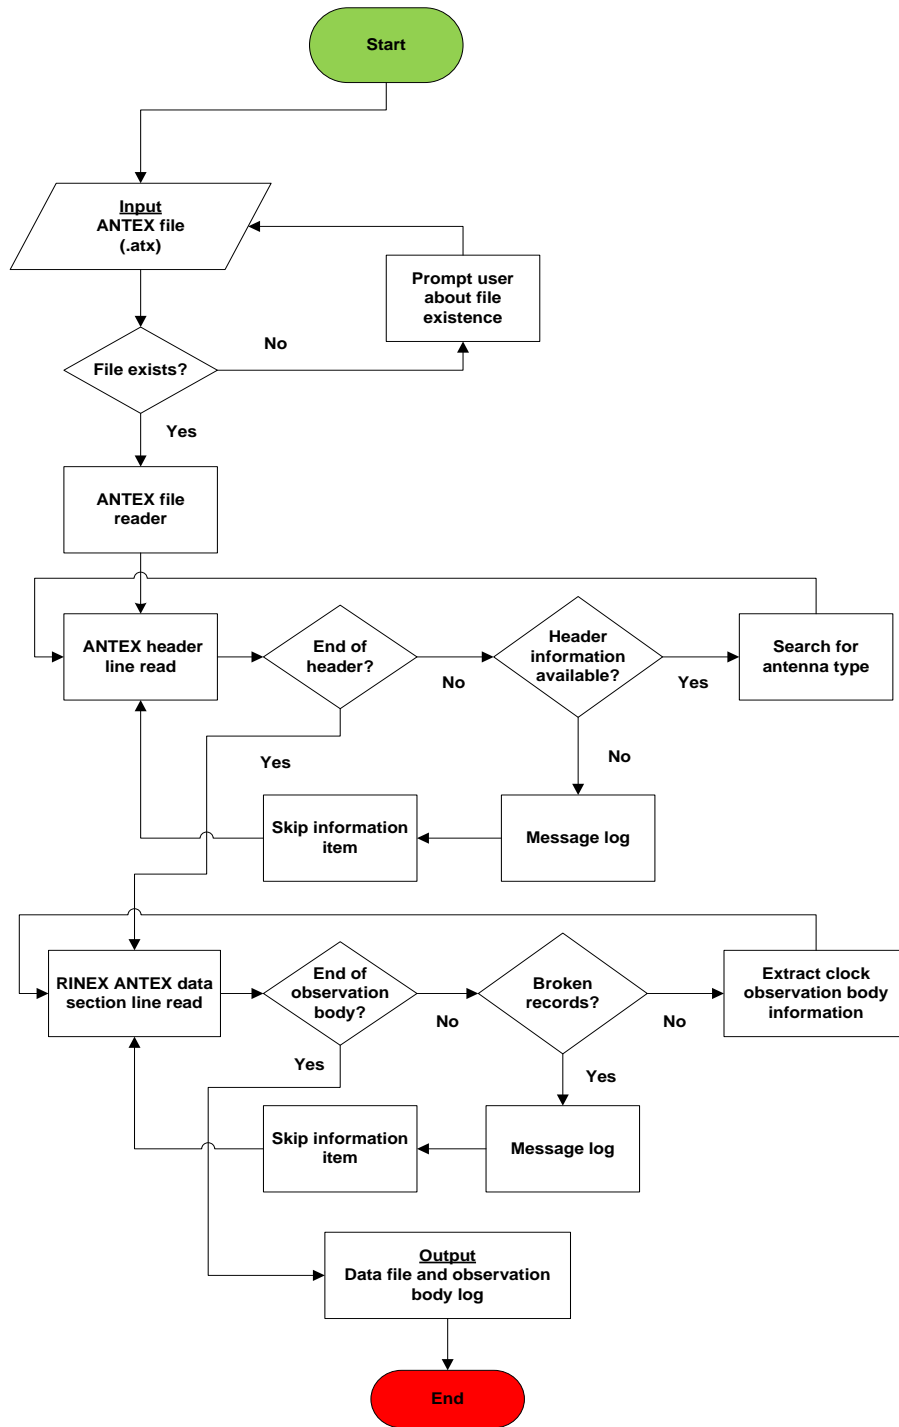 Start
Input
ANTEX file
(.atx)
Prompt user
about file
existence
No
File exists?
Yes
ANTEX file
reader
ANTEX header
line read
End of
header?
No
Header
information
available?
Yes
Search for
antenna type
Yes
No
Skip information
item
Message log
RINEX ANTEX data
section line read
End of
observation
body?
No
Broken
records?
No
Extract clock
observation body
information
Yes
Yes
Skip information
item
Message log
Output
Data file and observation
body log
End